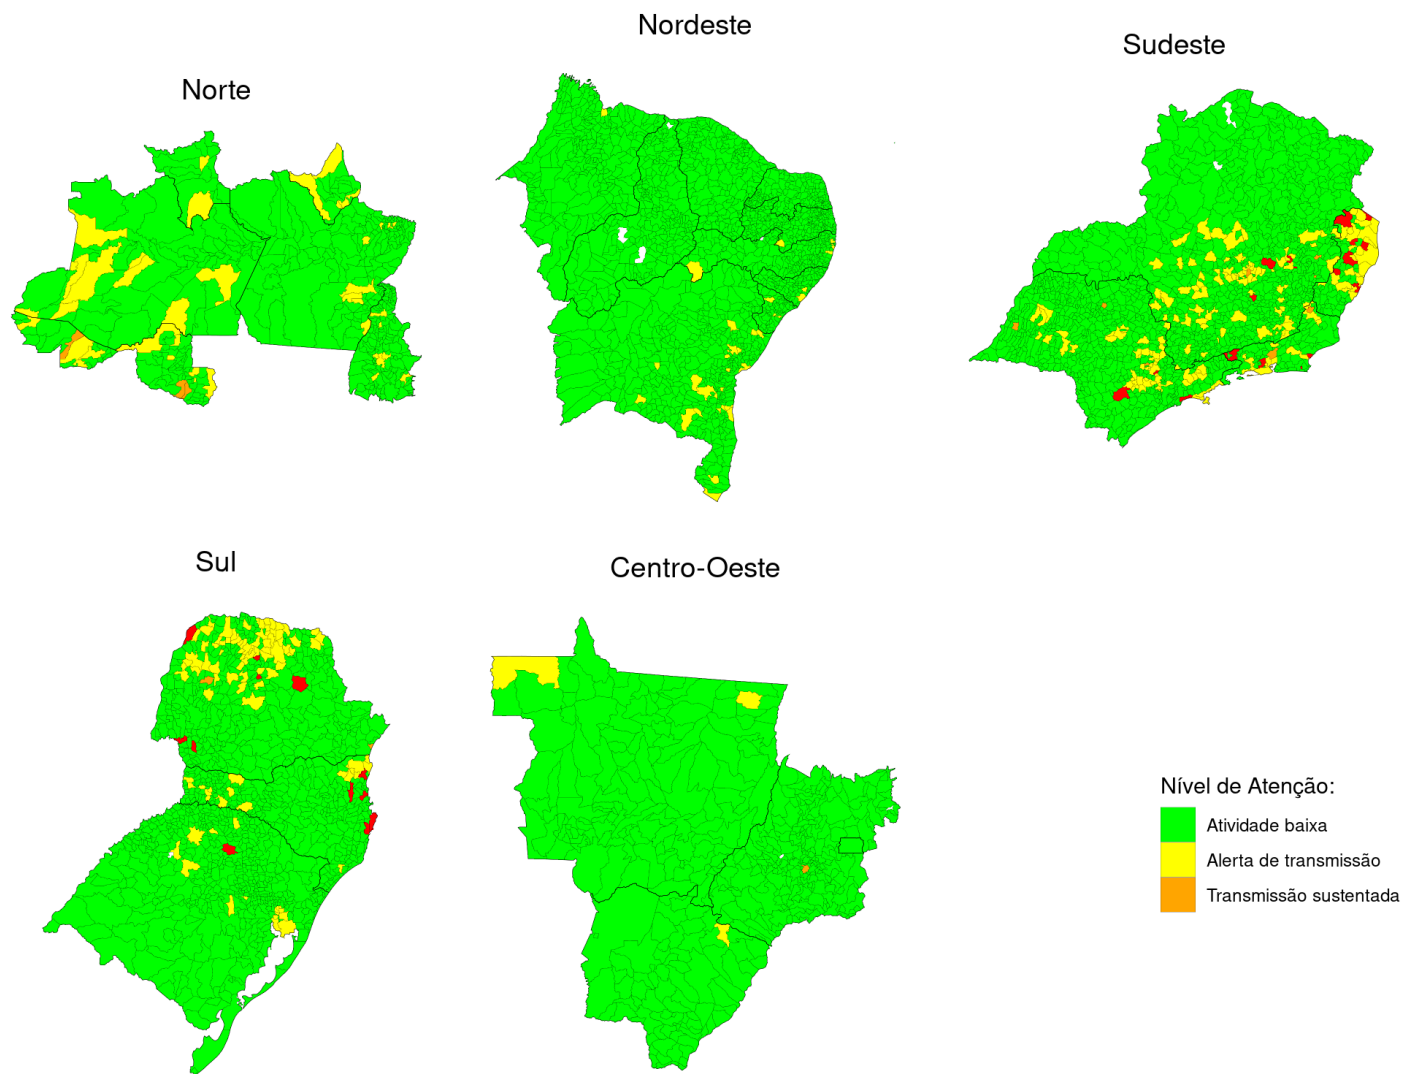 Nordeste
Sudeste
Norte
Sul
Centro-Oeste
Nível de Atenção:
Atividade baixa
Alerta de transmissão
Transmissão sustentada